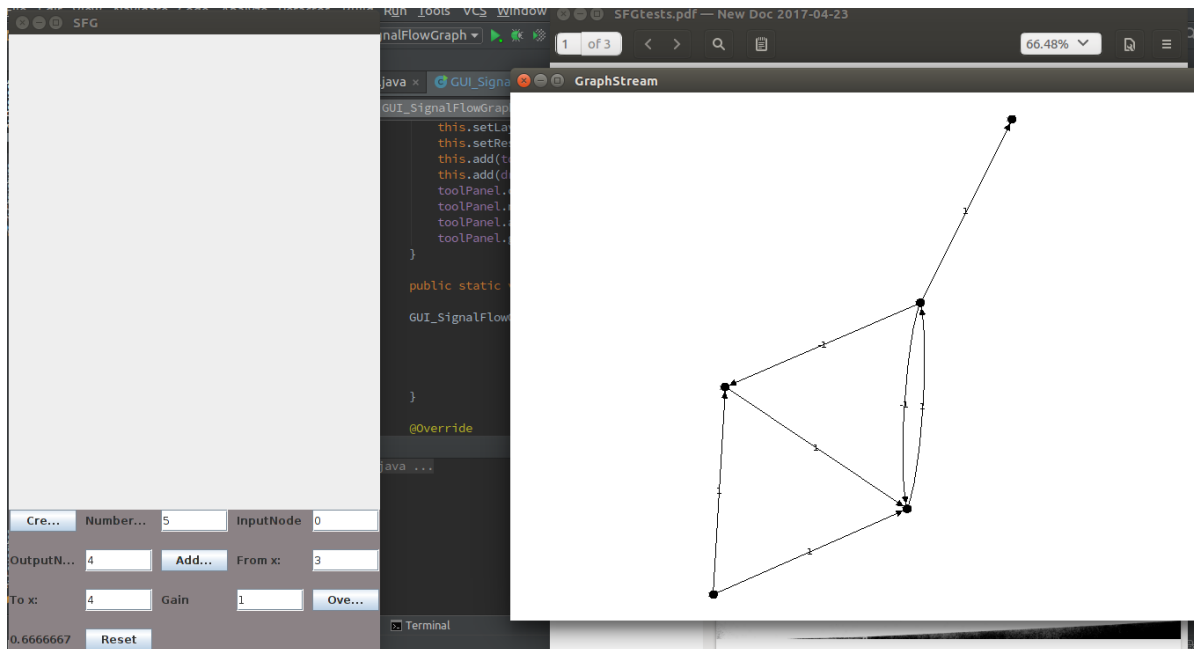 SFG
Run Tools VCS Window
SFGtests.pdf — New Doc 2017-04-23
nalFlowGraph
1 of 3
66.48%
java × GUI_Signa
GraphStream
GUI_SignalFlowGrap
this.setLa
this.setRes
this.add(t
this.add(d
toolPanel.
toolPanel.
toolPanel.
toolPanel.
}
public static
GUI_SignalFlow
}
@Override
java ...
1
-1
-1
1
1
1
1
Cre... Number... 5 InputNode 0
OutputN... 4 Add... From x: 3
To x: 4 Gain 1 Ove...
0.6666667 Reset
Terminal